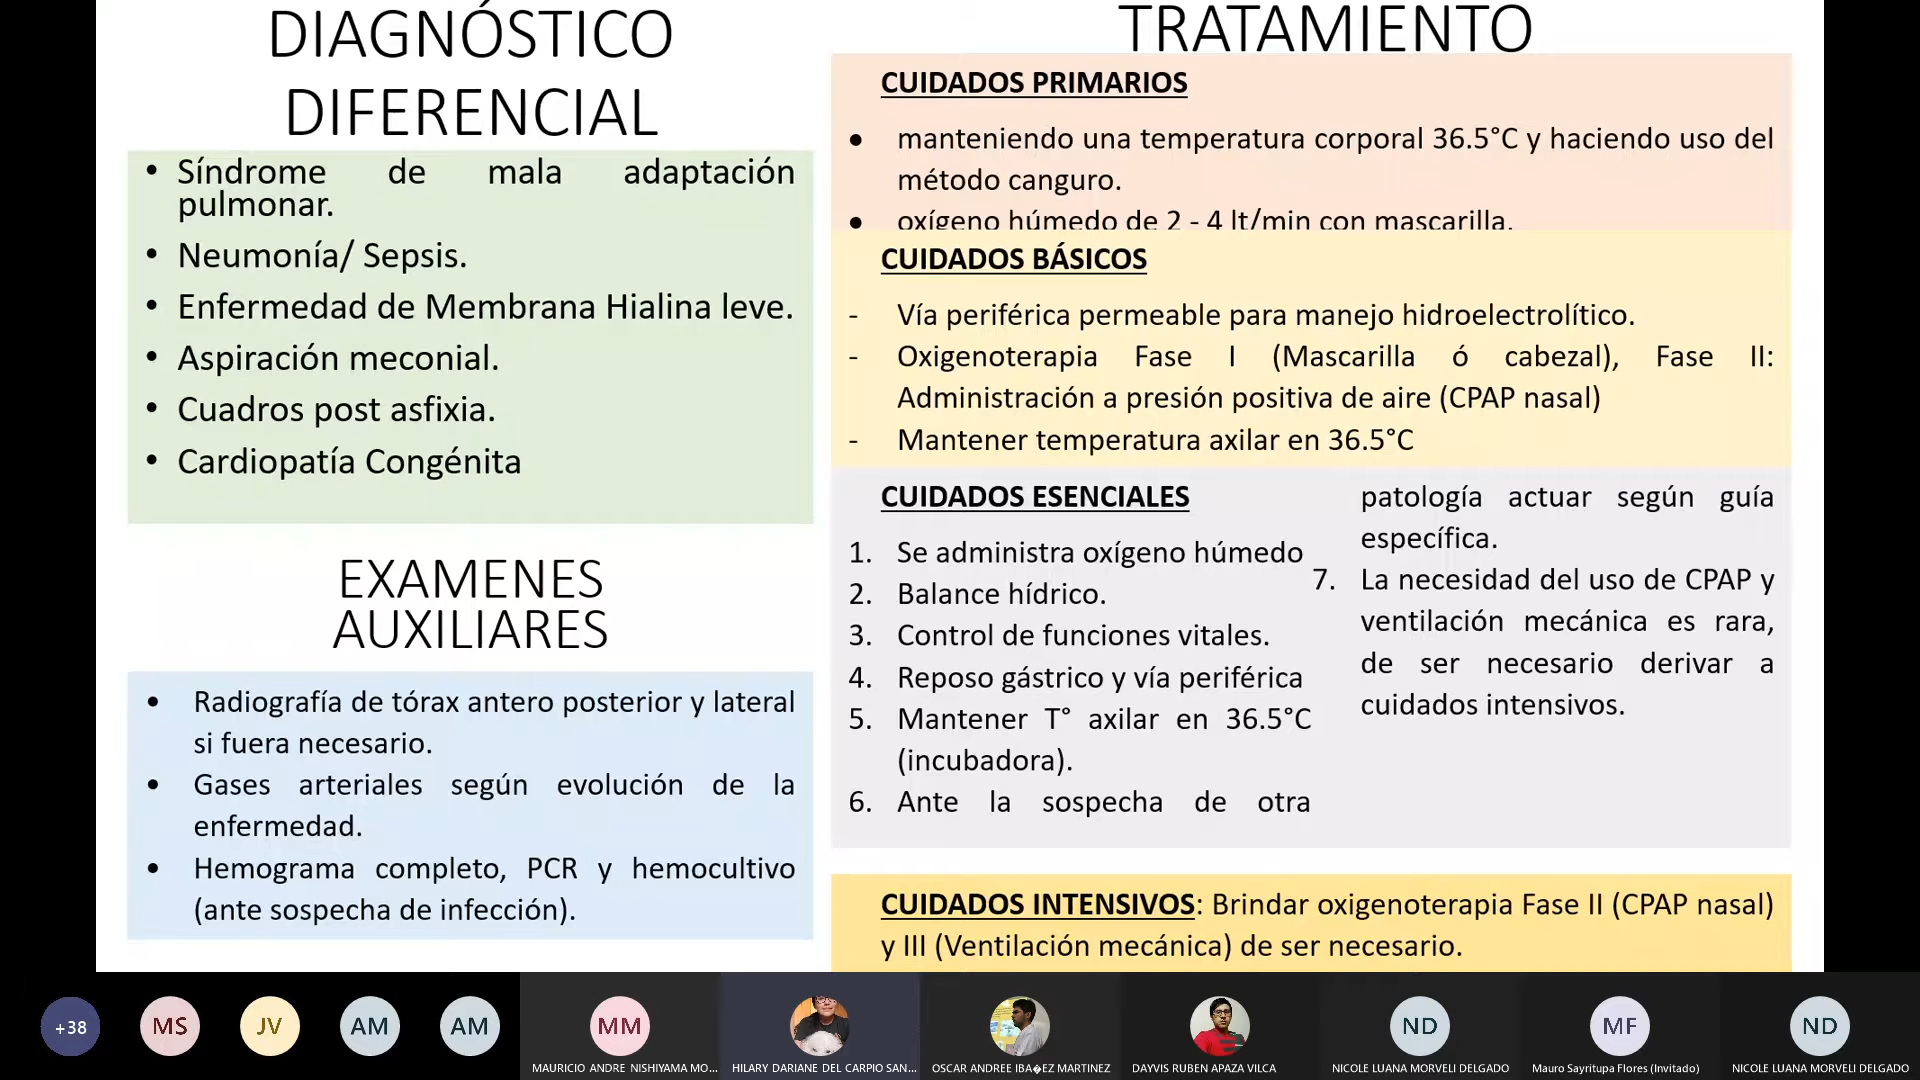 DIAGNÓSTICO
DIFERENCIAL
• Síndrome de mala adaptación
pulmonar.
• Neumonía/ Sepsis.
• Enfermedad de Membrana Hialina leve.
• Aspiración meconial.
• Cuadros post asfixia.
• Cardiopatía Congénita
EXAMENES
AUXILIARES
• Radiografía de tórax antero posterior y lateral
si fuera necesario.
• Gases arteriales según evolución de la
enfermedad.
• Hemograma completo, PCR y hemocultivo
(ante sospecha de infección).
TRATAMIENTO
CUIDADOS PRIMARIOS
• manteniendo una temperatura corporal 36.5°C y haciendo uso del
método canguro.
• oxígeno húmedo de 2 - 4 lt/min con mascarilla.
CUIDADOS BÁSICOS
- Vía periférica permeable para manejo hidroelectrolítico.
- Oxigenoterapia Fase I (Mascarilla ó cabezal), Fase II:
Administración a presión positiva de aire (CPAP nasal)
- Mantener temperatura axilar en 36.5°C
CUIDADOS ESENCIALES
1. Se administra oxígeno húmedo
2. Balance hídrico.
3. Control de funciones vitales.
4. Reposo gástrico y vía periférica
5. Mantener T° axilar en 36.5°C
(incubadora).
6. Ante la sospecha de otra
patología actuar según guía
específica.
7. La necesidad del uso de CPAP y
ventilación mecánica es rara,
de ser necesario derivar a
cuidados intensivos.
CUIDADOS INTENSIVOS: Brindar oxigenoterapia Fase II (CPAP nasal)
y III (Ventilación mecánica) de ser necesario.
+38
MS
JV
AM
AM
MM
MAURICIO ANDRE NISHIYAMA MO...
HILARY DARIANE DEL CARPIO SAN...
OSCAR ANDREE IBA�EZ MARTINEZ
DAYVIS RUBEN APAZA VILCA
ND
NICOLE LUANA MORVELI DELGADO
MF
Mauro Sayritupa Flores (Invitado)
ND
NICOLE LUANA MORVELI DELGADO